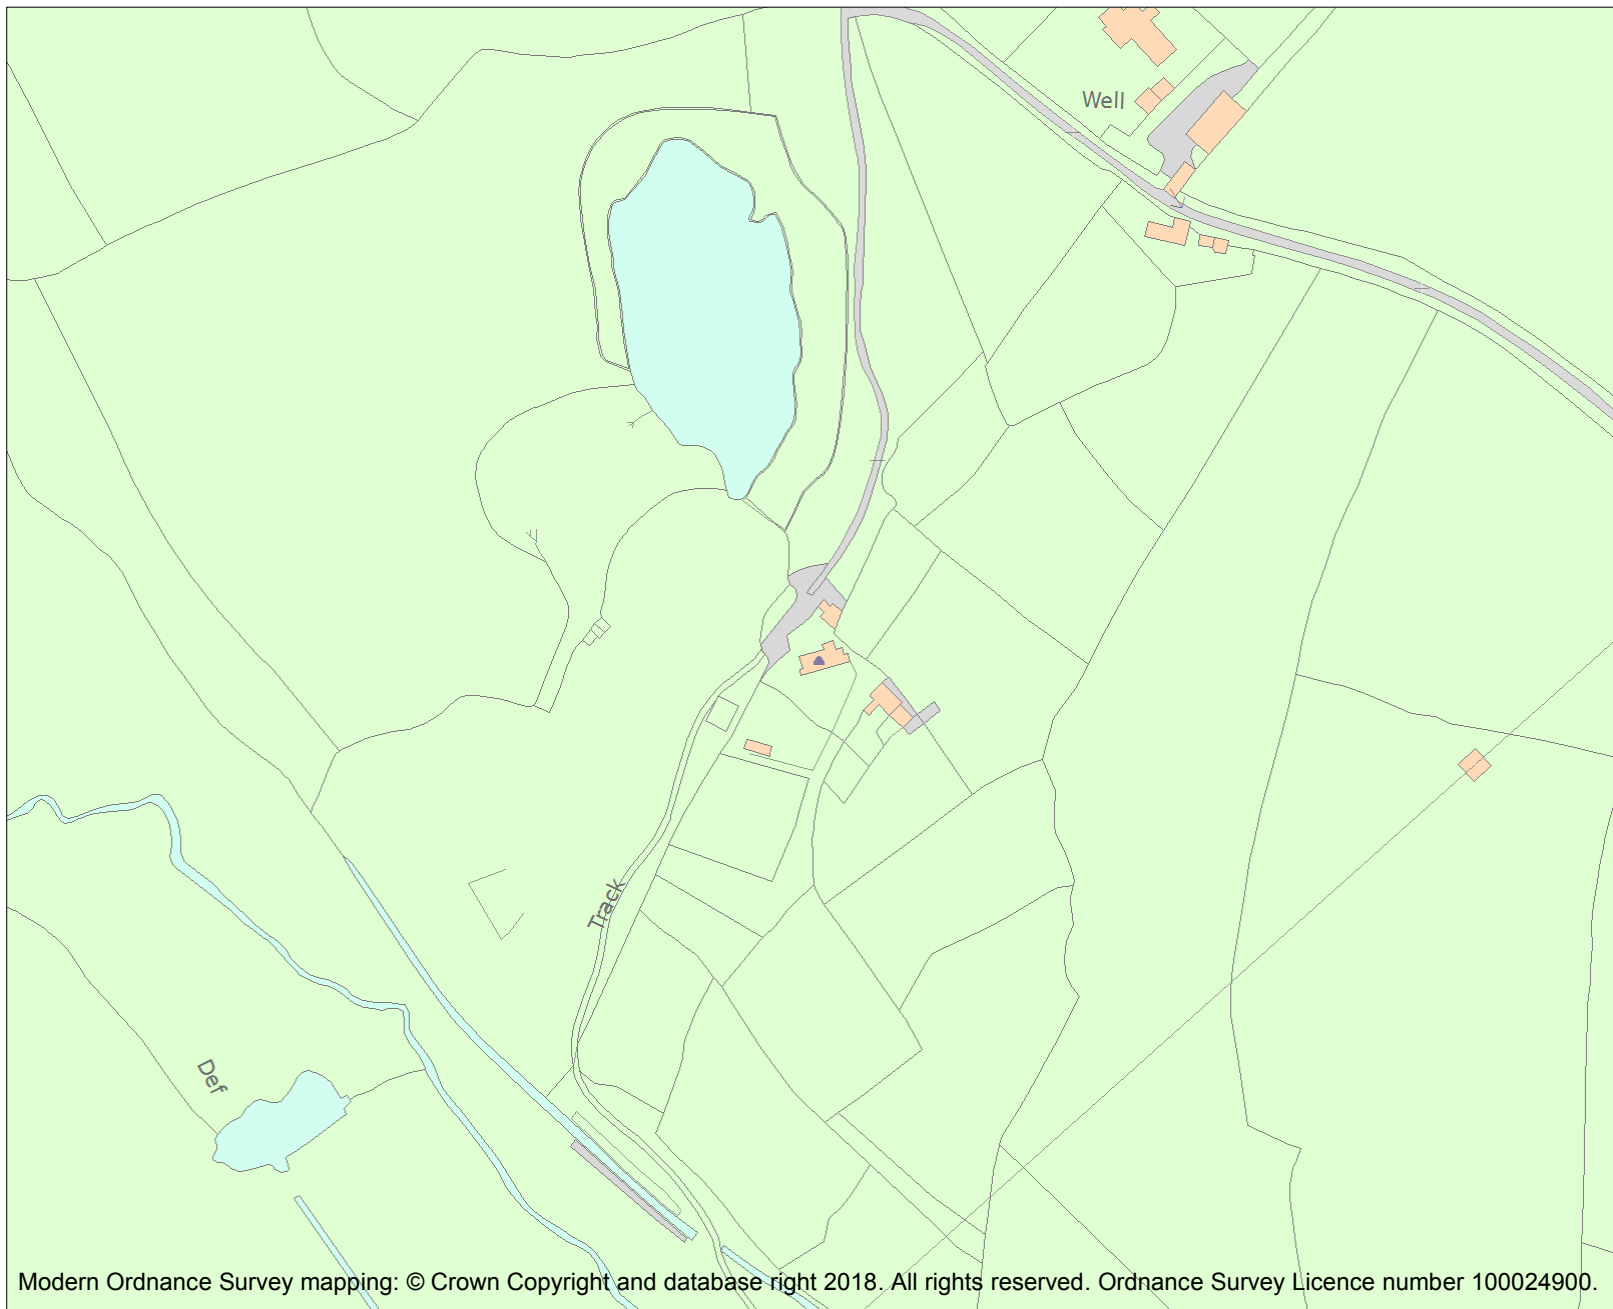 Well
Track
Def
Modern Ordnance Survey mapping: © Crown Copyright and database right 2018. All rights reserved. Ordnance Survey Licence number 100024900.